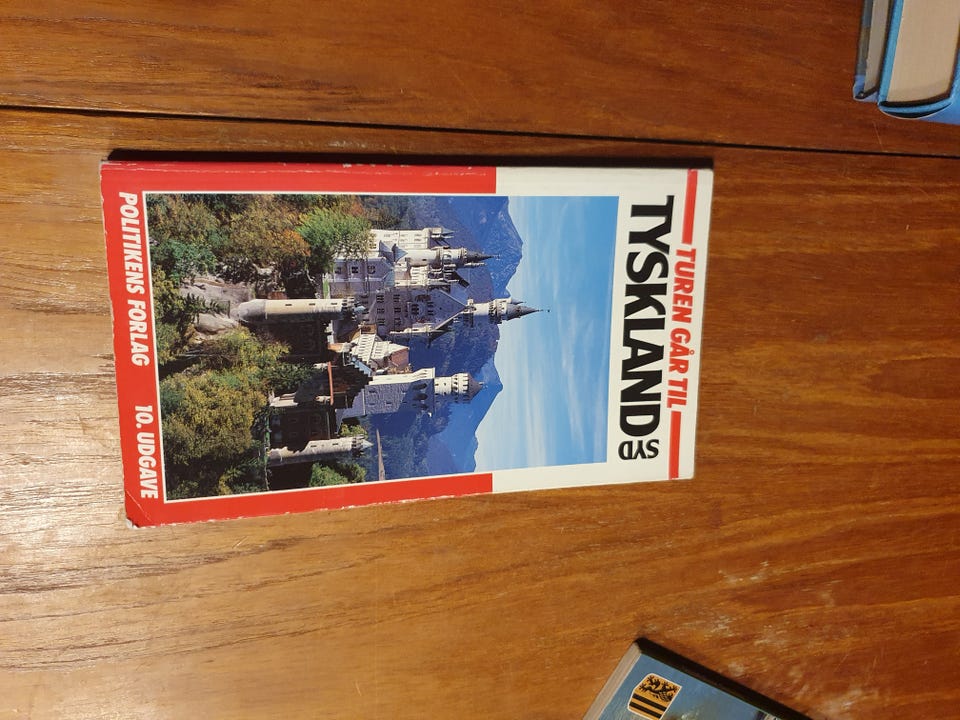 TUREN GÅR TIL
TYSKLAND
SYD
POLITIKENS FORLAG 10. UDGAVE